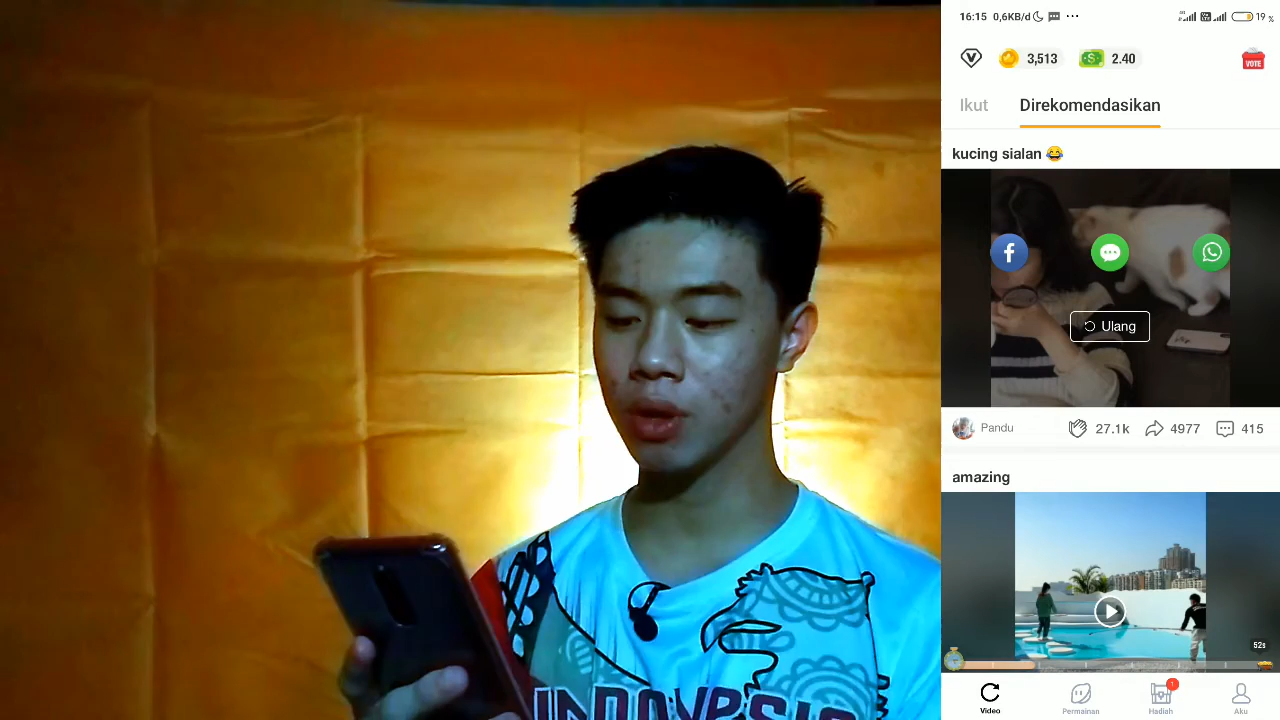 16:15 0,6KB/d
19 %
3,513
2.40
VOTE
Ikut Direkomendasikan
kucing sialan 😂
Ulang
Pandu
27.1k
4977
415
amazing
52s
1
Video
Permainan
Hadiah
Aku
INDONESIA